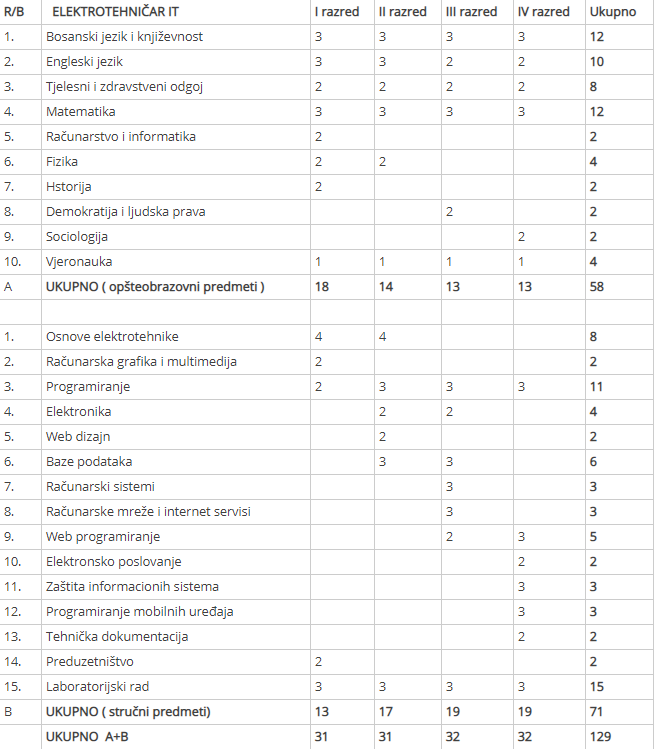 R/B ELEKTROTEHNIČAR IT I razred II razred III razred IV razred Ukupno
1. Bosanski jezik i književnost 3 3 3 3 12
2. Engleski jezik 3 3 2 2 10
3. Tjelesni i zdravstveni odgoj 2 2 2 2 8
4. Matematika 3 3 3 3 12
5. Računarstvo i informatika 2 2
6. Fizika 2 2 4
7. Hstorija 2 2
8. Demokratija i ljudska prava 2 2
9. Sociologija 2 2
10. Vjeronauka 1 1 1 1 4
A UKUPNO ( opšteobrazovni predmeti ) 18 14 13 13 58
1. Osnove elektrotehnike 4 4 8
2. Računarska grafika i multimedija 2 2
3. Programiranje 2 3 3 3 11
4. Elektronika 2 2 4
5. Web dizajn 2 2
6. Baze podataka 3 3 6
7. Računarski sistemi 3 3
8. Računarske mreže i internet servisi 3 3
9. Web programiranje 2 3 5
10. Elektronsko poslovanje 2 2
11. Zaštita informacionih sistema 3 3
12. Programiranje mobilnih uređaja 3 3
13. Tehnička dokumentacija 2 2
14. Preduzetništvo 2 2
15. Laboratorijski rad 3 3 3 3 15
B UKUPNO ( stručni predmeti) 13 17 19 19 71
UKUPNO A+B 31 31 32 32 129